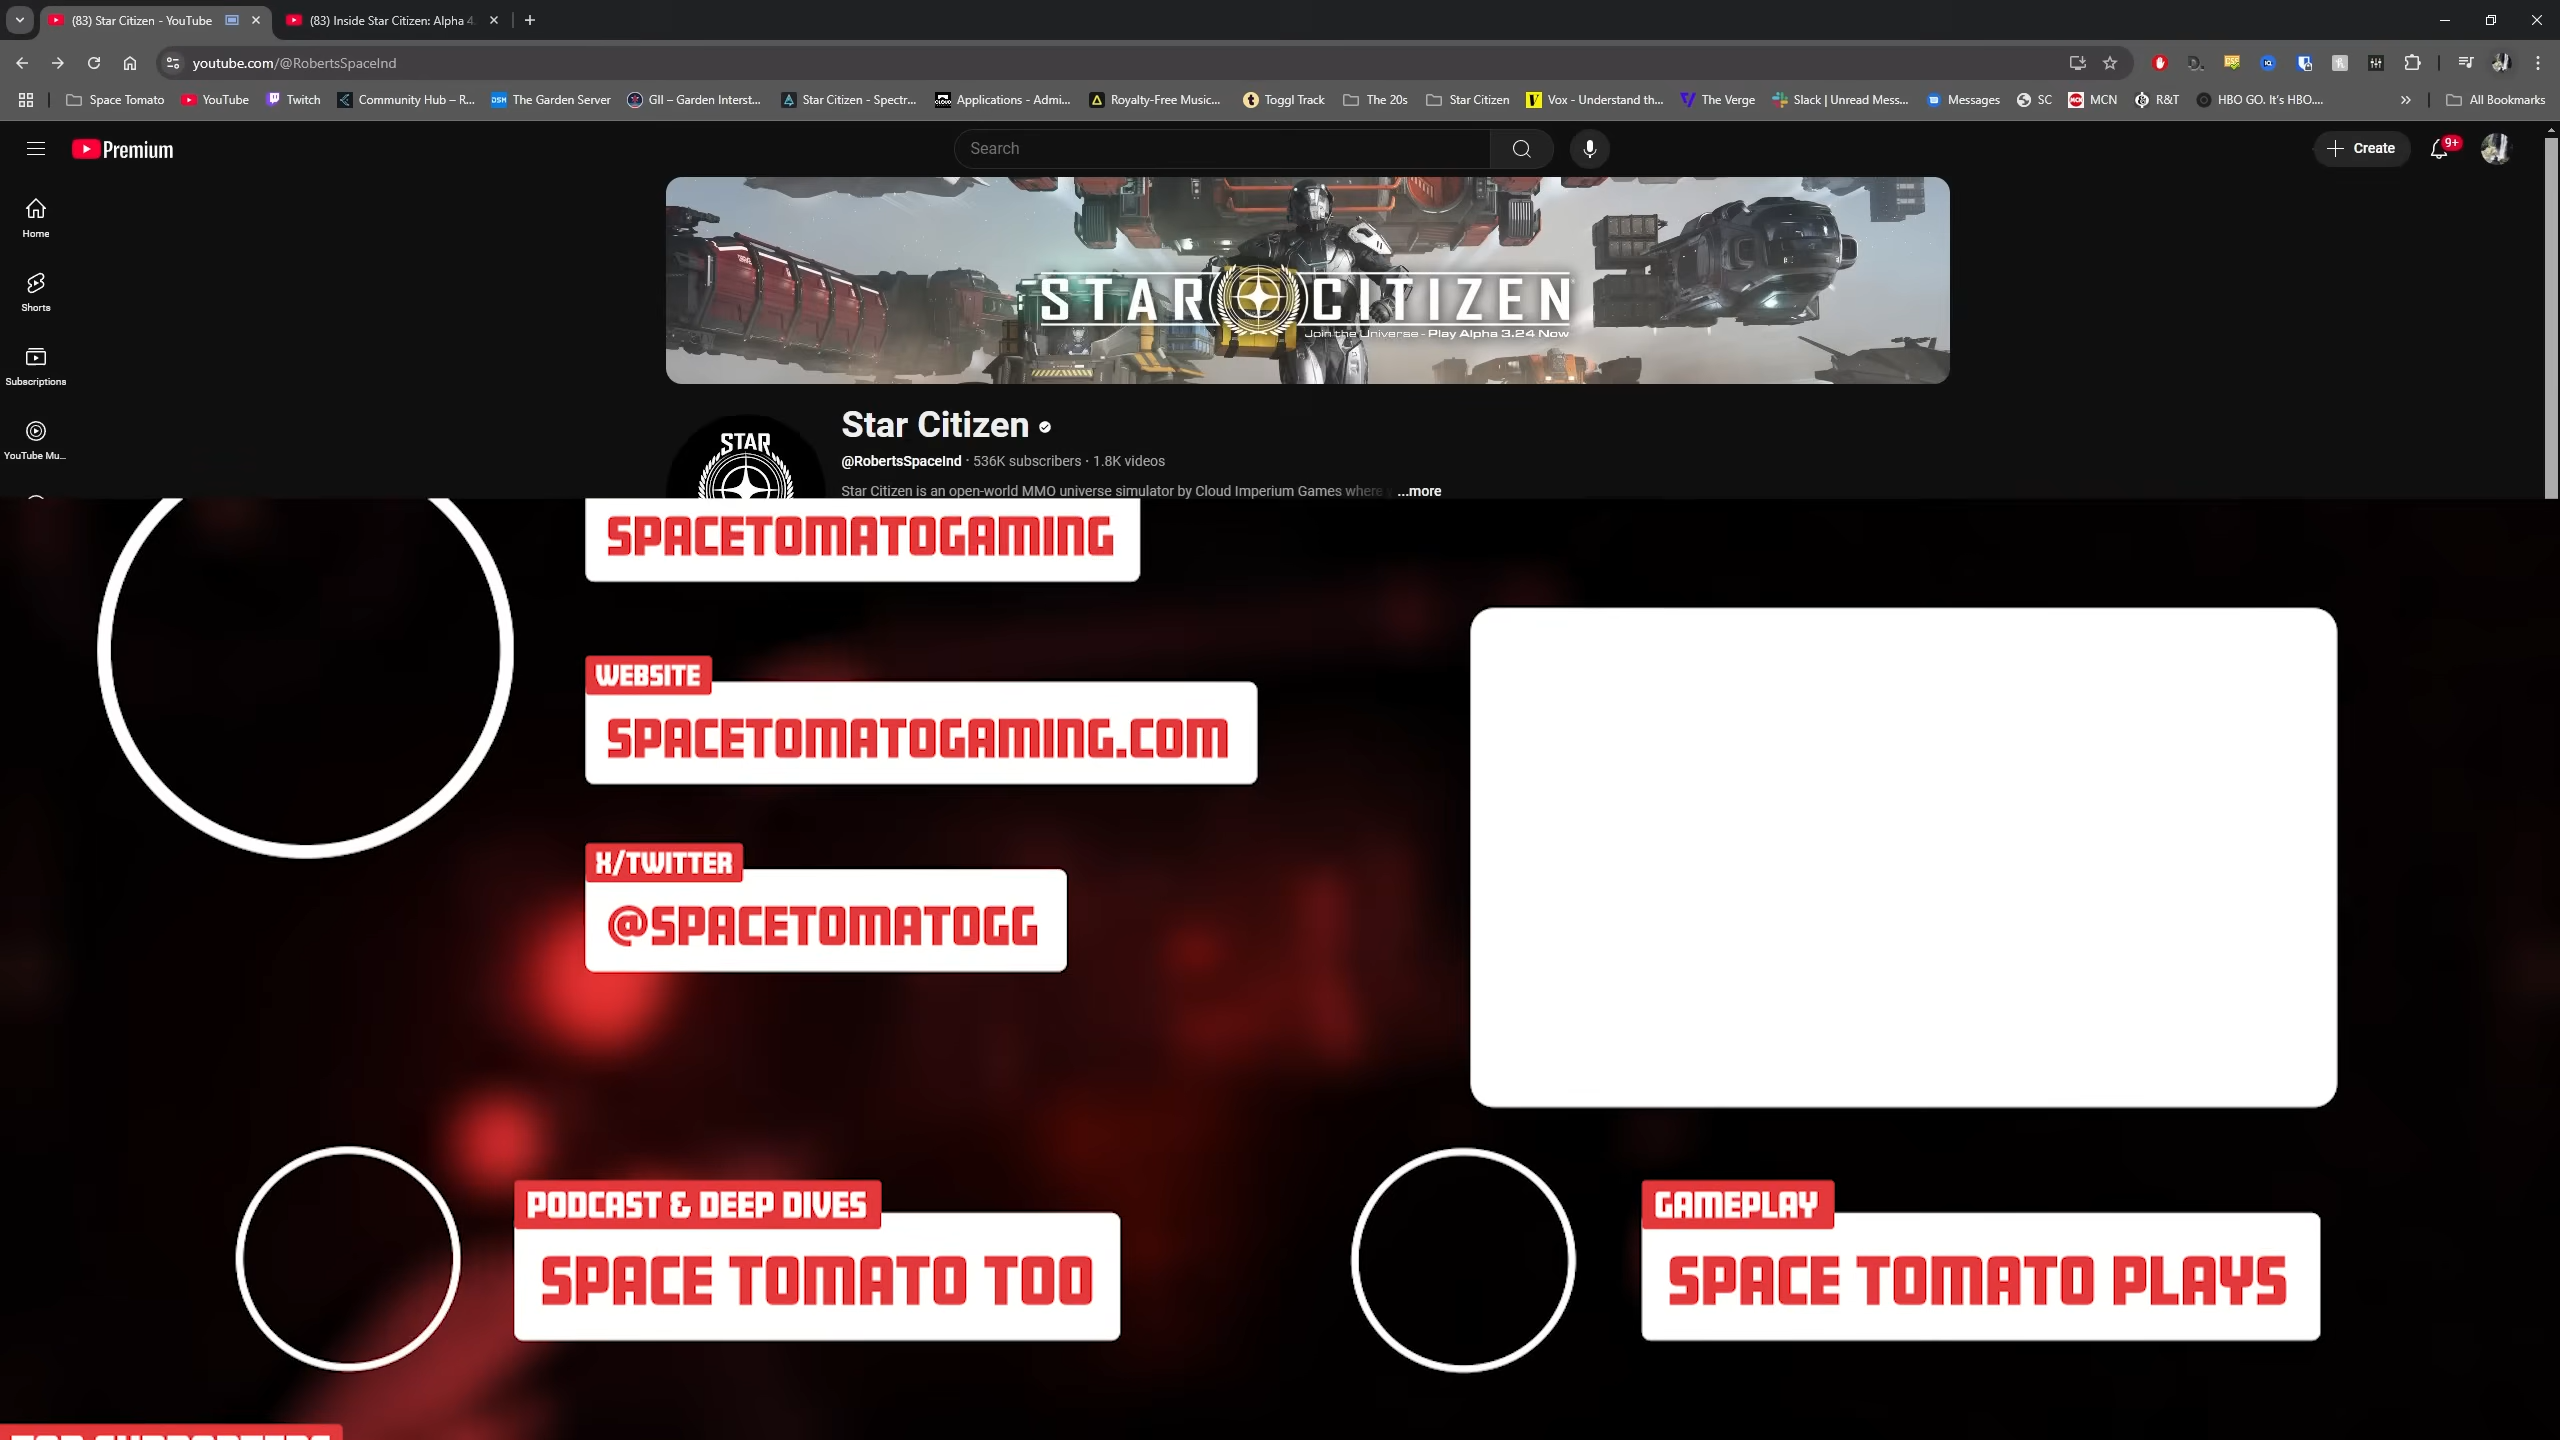 (83) Star Citizen - YouTube
(83) Inside Star Citizen: Alpha 4
youtube.com/@RobertsSpaceInd
Space Tomato
YouTube
Twitch
Community Hub – R...
The Garden Server
GII – Garden Interst...
Star Citizen - Spectr...
Applications - Admi...
Royalty-Free Music...
Toggl Track
The 20s
Star Citizen
Vox - Understand th...
The Verge
Slack | Unread Mess...
Messages
SC
MCN
R&T
HBO GO. It's HBO....
All Bookmarks
Premium
Search
Create
9+
Home
Shorts
Subscriptions
YouTube Mu...
STAR CITIZEN
Join the Universe - Play Alpha 3.24 Now
STAR
Star Citizen
@RobertsSpaceInd · 536K subscribers · 1.8K videos
Star Citizen is an open-world MMO universe simulator by Cloud Imperium Games where ...more
SPACETOMATOGAMING
WEBSITE
SPACETOMATOGAMING.COM
X/TWITTER
@SPACETOMATOGG
PODCAST & DEEP DIVES
SPACE TOMATO TOO
GAMEPLAY
SPACE TOMATO PLAYS
TOP SUPPORTERS